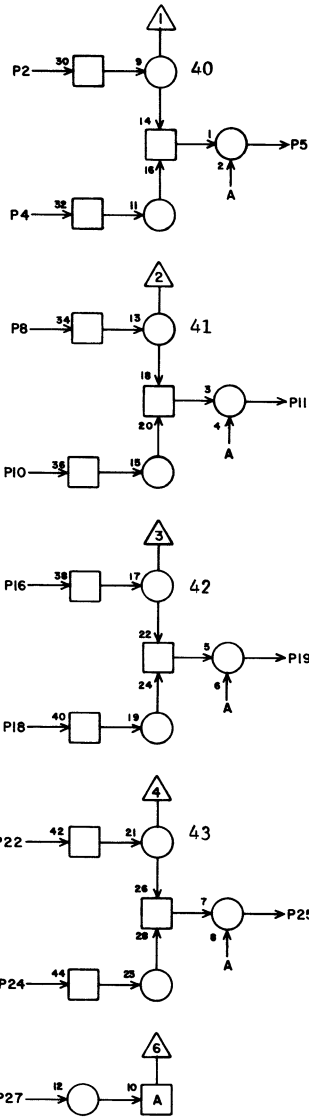 1
P2 30 9 40
14 1 P5
16 2
P4 32 11 A
2
P8 34 13 41
18 3 P11
20 4
P10 36 15 A
3
P16 38 17 42
22 5 P19
24 6
P18 40 19 A
4
P22 42 21 43
26 7 P25
28 8
P24 44 23 A
6
P27 12 10 A